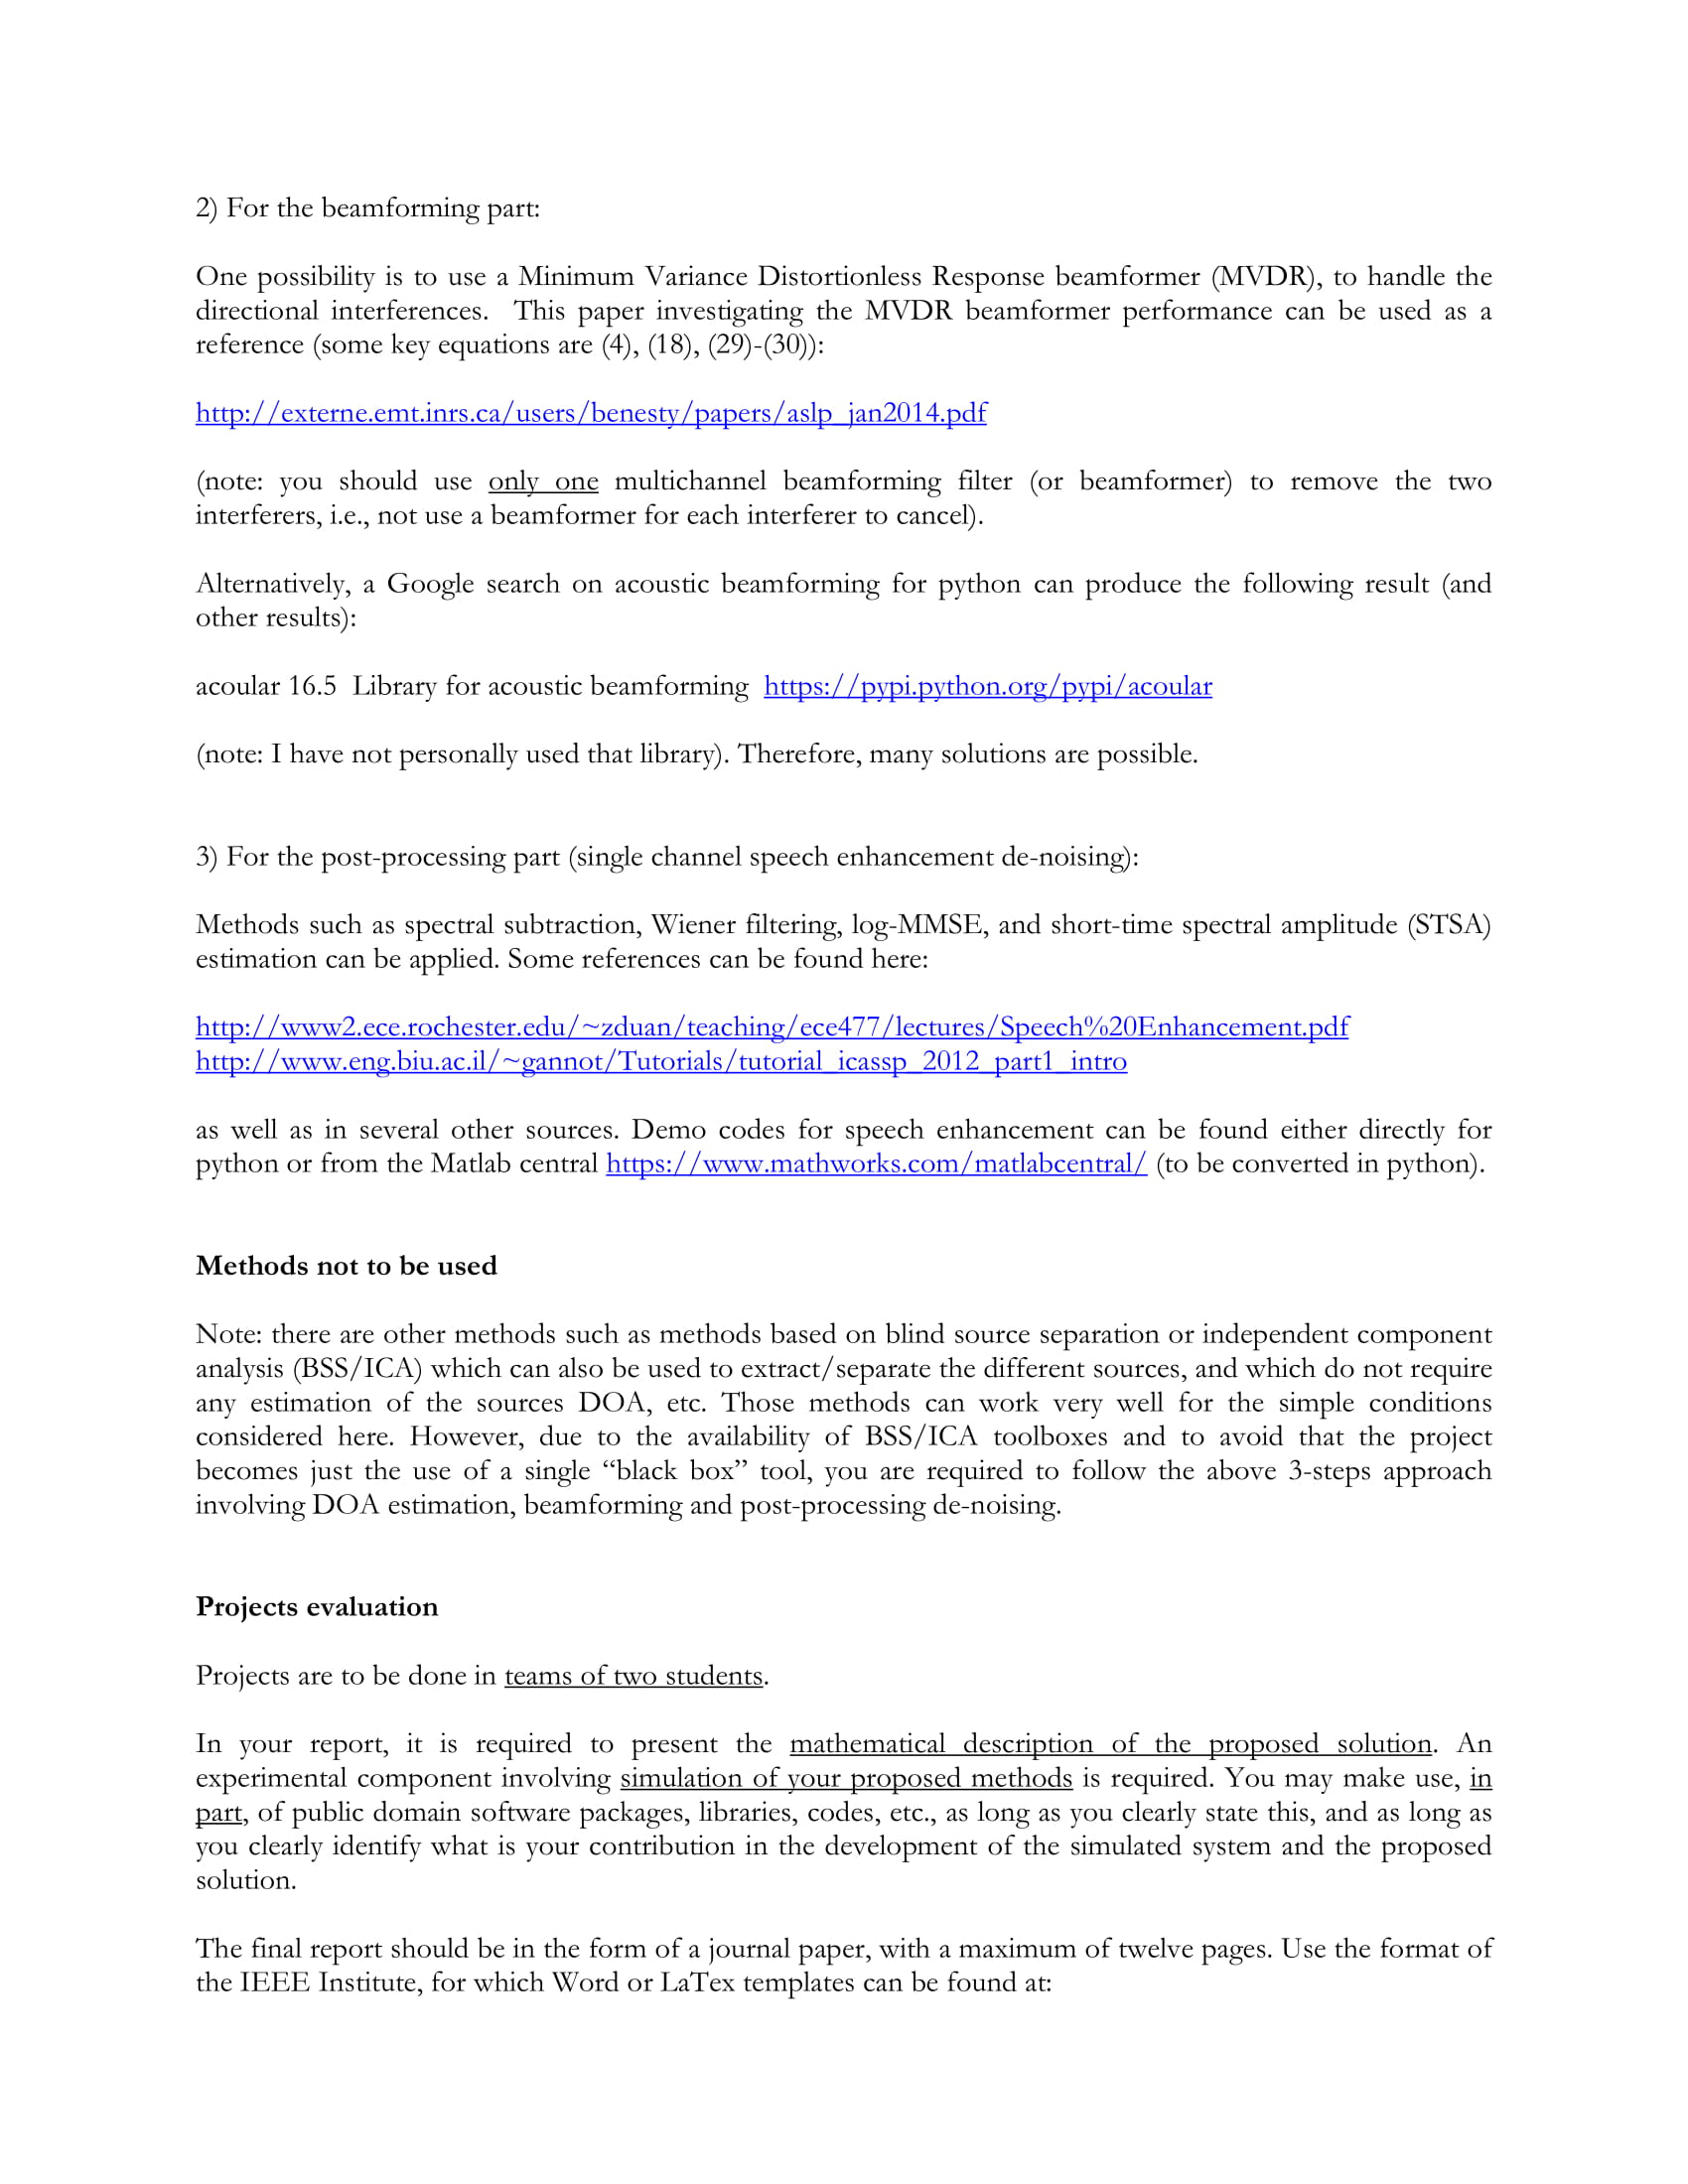 2) For the beamforming part:
One possibility is to use a Minimum Variance Distortionless Response beamformer (MVDR), to handle the
directional interferences.  This paper investigating the MVDR beamformer performance can be used as a
reference (some key equations are (4), (18), (29)-(30)):
http://externe.emt.inrs.ca/users/benesty/papers/aslp_jan2014.pdf
(note: you should use only one multichannel beamforming filter (or beamformer) to remove the two
interferers, i.e., not use a beamformer for each interferer to cancel).
Alternatively, a Google search on acoustic beamforming for python can produce the following result (and
other results):
acoular 16.5  Library for acoustic beamforming  https://pypi.python.org/pypi/acoular
(note: I have not personally used that library). Therefore, many solutions are possible.
3) For the post-processing part (single channel speech enhancement de-noising):
Methods such as spectral subtraction, Wiener filtering, log-MMSE, and short-time spectral amplitude (STSA)
estimation can be applied. Some references can be found here:
http://www2.ece.rochester.edu/~zduan/teaching/ece477/lectures/Speech%20Enhancement.pdf
http://www.eng.biu.ac.il/~gannot/Tutorials/tutorial_icassp_2012_part1_intro
as well as in several other sources. Demo codes for speech enhancement can be found either directly for
python or from the Matlab central https://www.mathworks.com/matlabcentral/ (to be converted in python).
Methods not to be used
Note: there are other methods such as methods based on blind source separation or independent component
analysis (BSS/ICA) which can also be used to extract/separate the different sources, and which do not require
any estimation of the sources DOA, etc. Those methods can work very well for the simple conditions
considered here. However, due to the availability of BSS/ICA toolboxes and to avoid that the project
becomes just the use of a single “black box” tool, you are required to follow the above 3-steps approach
involving DOA estimation, beamforming and post-processing de-noising.
Projects evaluation
Projects are to be done in teams of two students.
In your report, it is required to present the mathematical description of the proposed solution. An
experimental component involving simulation of your proposed methods is required. You may make use, in
part, of public domain software packages, libraries, codes, etc., as long as you clearly state this, and as long as
you clearly identify what is your contribution in the development of the simulated system and the proposed
solution.
The final report should be in the form of a journal paper, with a maximum of twelve pages. Use the format of
the IEEE Institute, for which Word or LaTex templates can be found at: